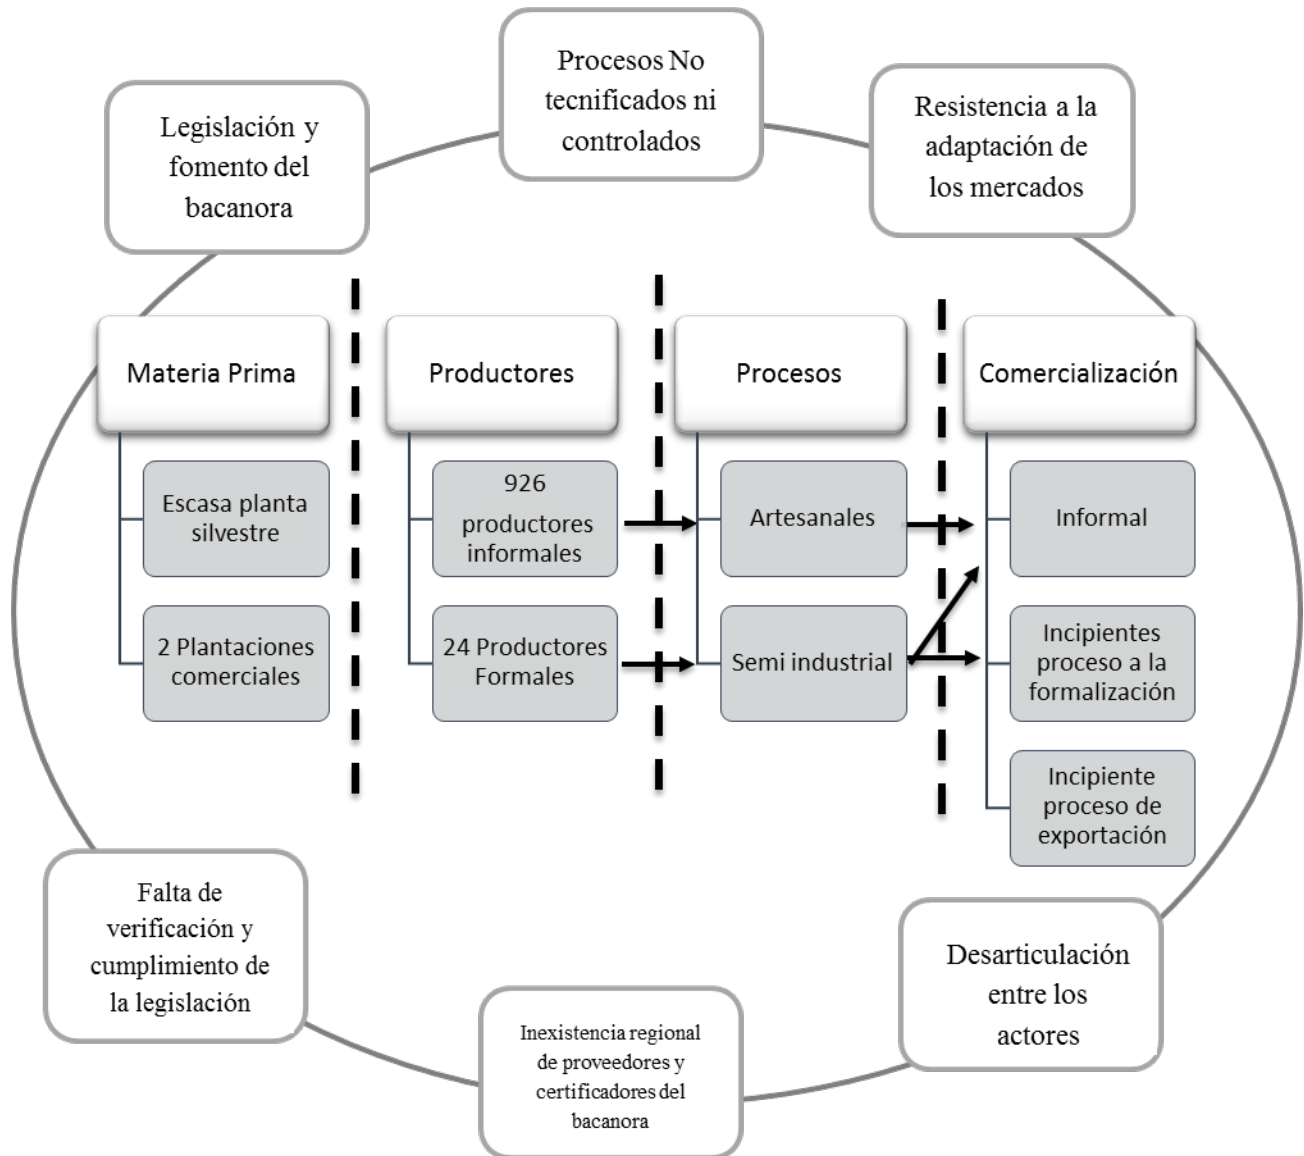 Procesos No
tecnificados ni
controlados
Legislación y
fomento del
bacanora
Resistencia a la
adaptación de
los mercados
Materia Prima
Escasa planta
silvestre
2 Plantaciones
comerciales
Productores
926
productores
informales
24 Productores
Formales
Procesos
Artesanales
Semi industrial
Comercialización
Informal
Incipientes
proceso a la
formalización
Incipiente
proceso de
exportación
Falta de
verificación y
cumplimiento de
la legislación
Inexistencia regional
de proveedores y
certificadores del
bacanora
Desarticulación
entre los
actores